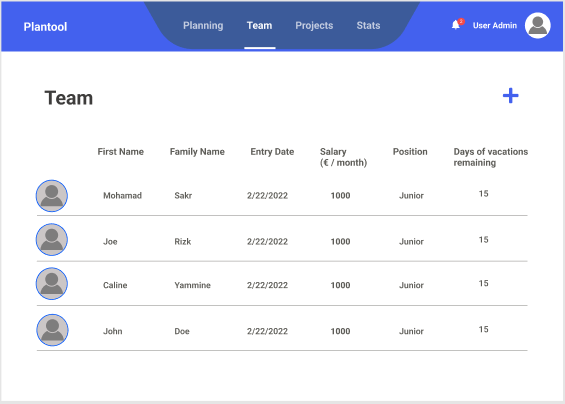 Plantool Planning Team Projects Stats 1 User Admin
Team
First Name Family Name Entry Date Salary (€ / month) Position Days of vacations remaining
Mohamad Sakr 2/22/2022 1000 Junior 15
Joe Rizk 2/22/2022 1000 Junior 15
Caline Yammine 2/22/2022 1000 Junior 15
John Doe 2/22/2022 1000 Junior 15